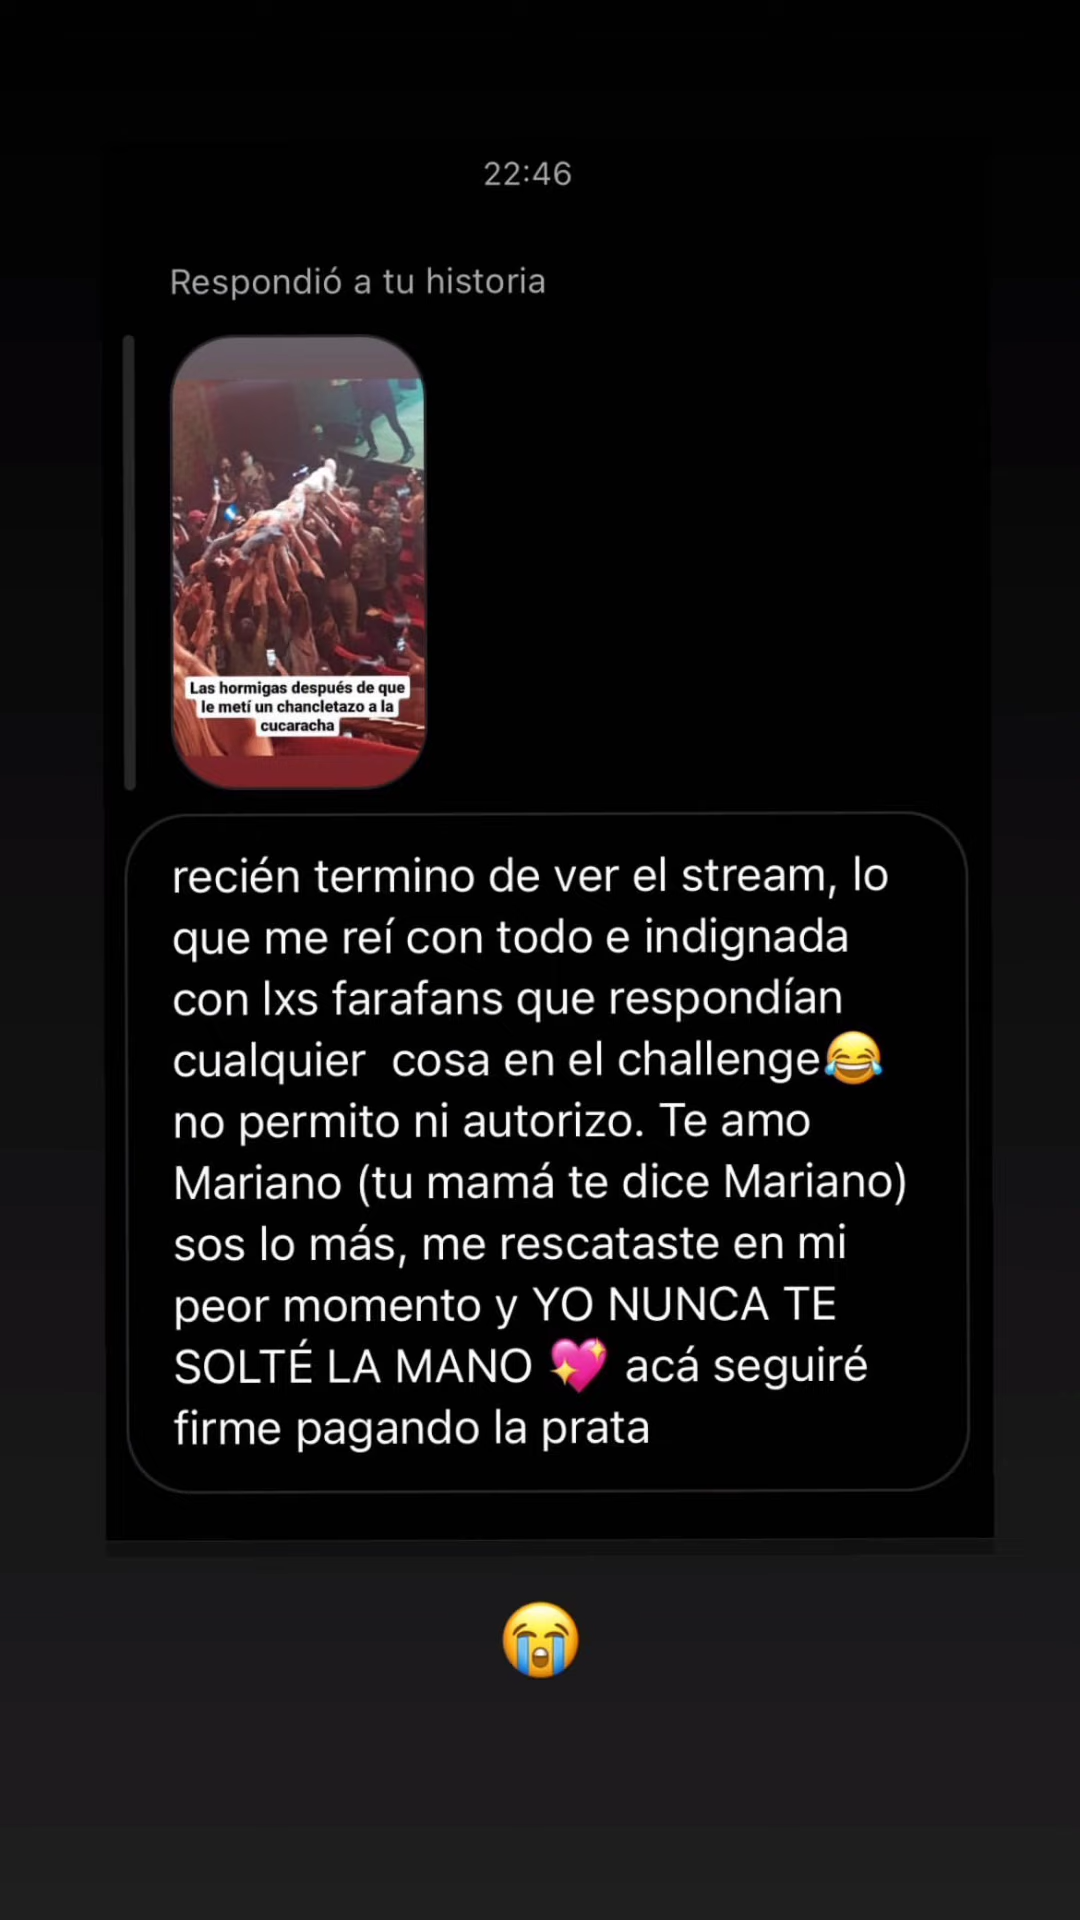 22:46
Respondió a tu historia
Las hormigas después de que
le metí un chancletazo a la
cucaracha
recién termino de ver el stream, lo
que me reí con todo e indignada
con lxs farafans que respondían
cualquier  cosa en el challenge😂
no permito ni autorizo. Te amo
Mariano (tu mamá te dice Mariano)
sos lo más, me rescataste en mi
peor momento y YO NUNCA TE
SOLTÉ LA MANO 💖 acá seguiré
firme pagando la prata
😭